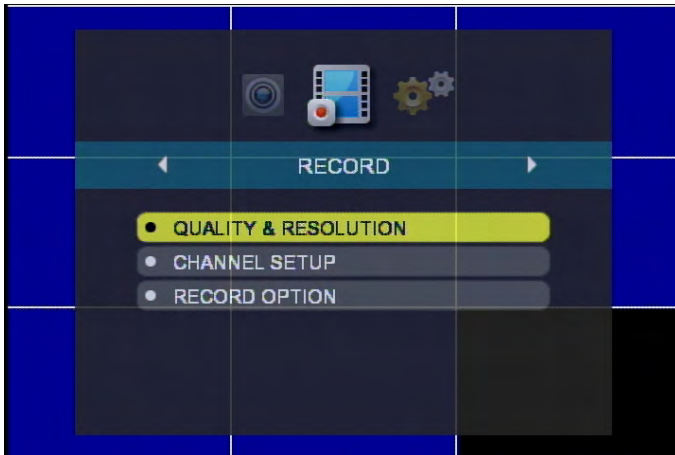 RECORD
QUALITY & RESOLUTION
CHANNEL SETUP
RECORD OPTION